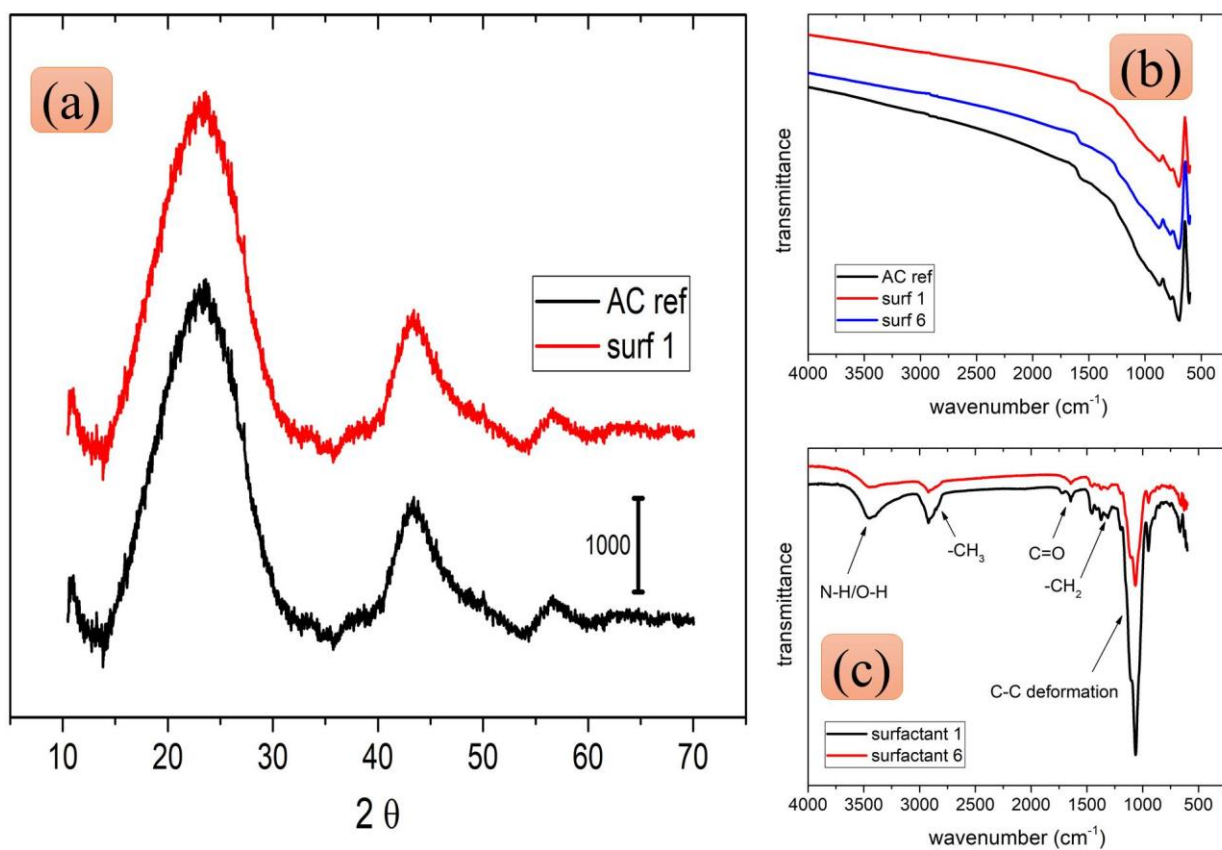 (a)
AC ref
surf 1
1000
10 20 30 40 50 60 70
2 θ
(b)
transmittance
AC ref
surf 1
surf 6
4000 3500 3000 2500 2000 1500 1000 500
wavenumber (cm⁻¹)
(c)
transmittance
N-H/O-H
-CH₃
C=O
-CH₂
C-C deformation
surfactant 1
surfactant 6
4000 3500 3000 2500 2000 1500 1000 500
wavenumber (cm⁻¹)